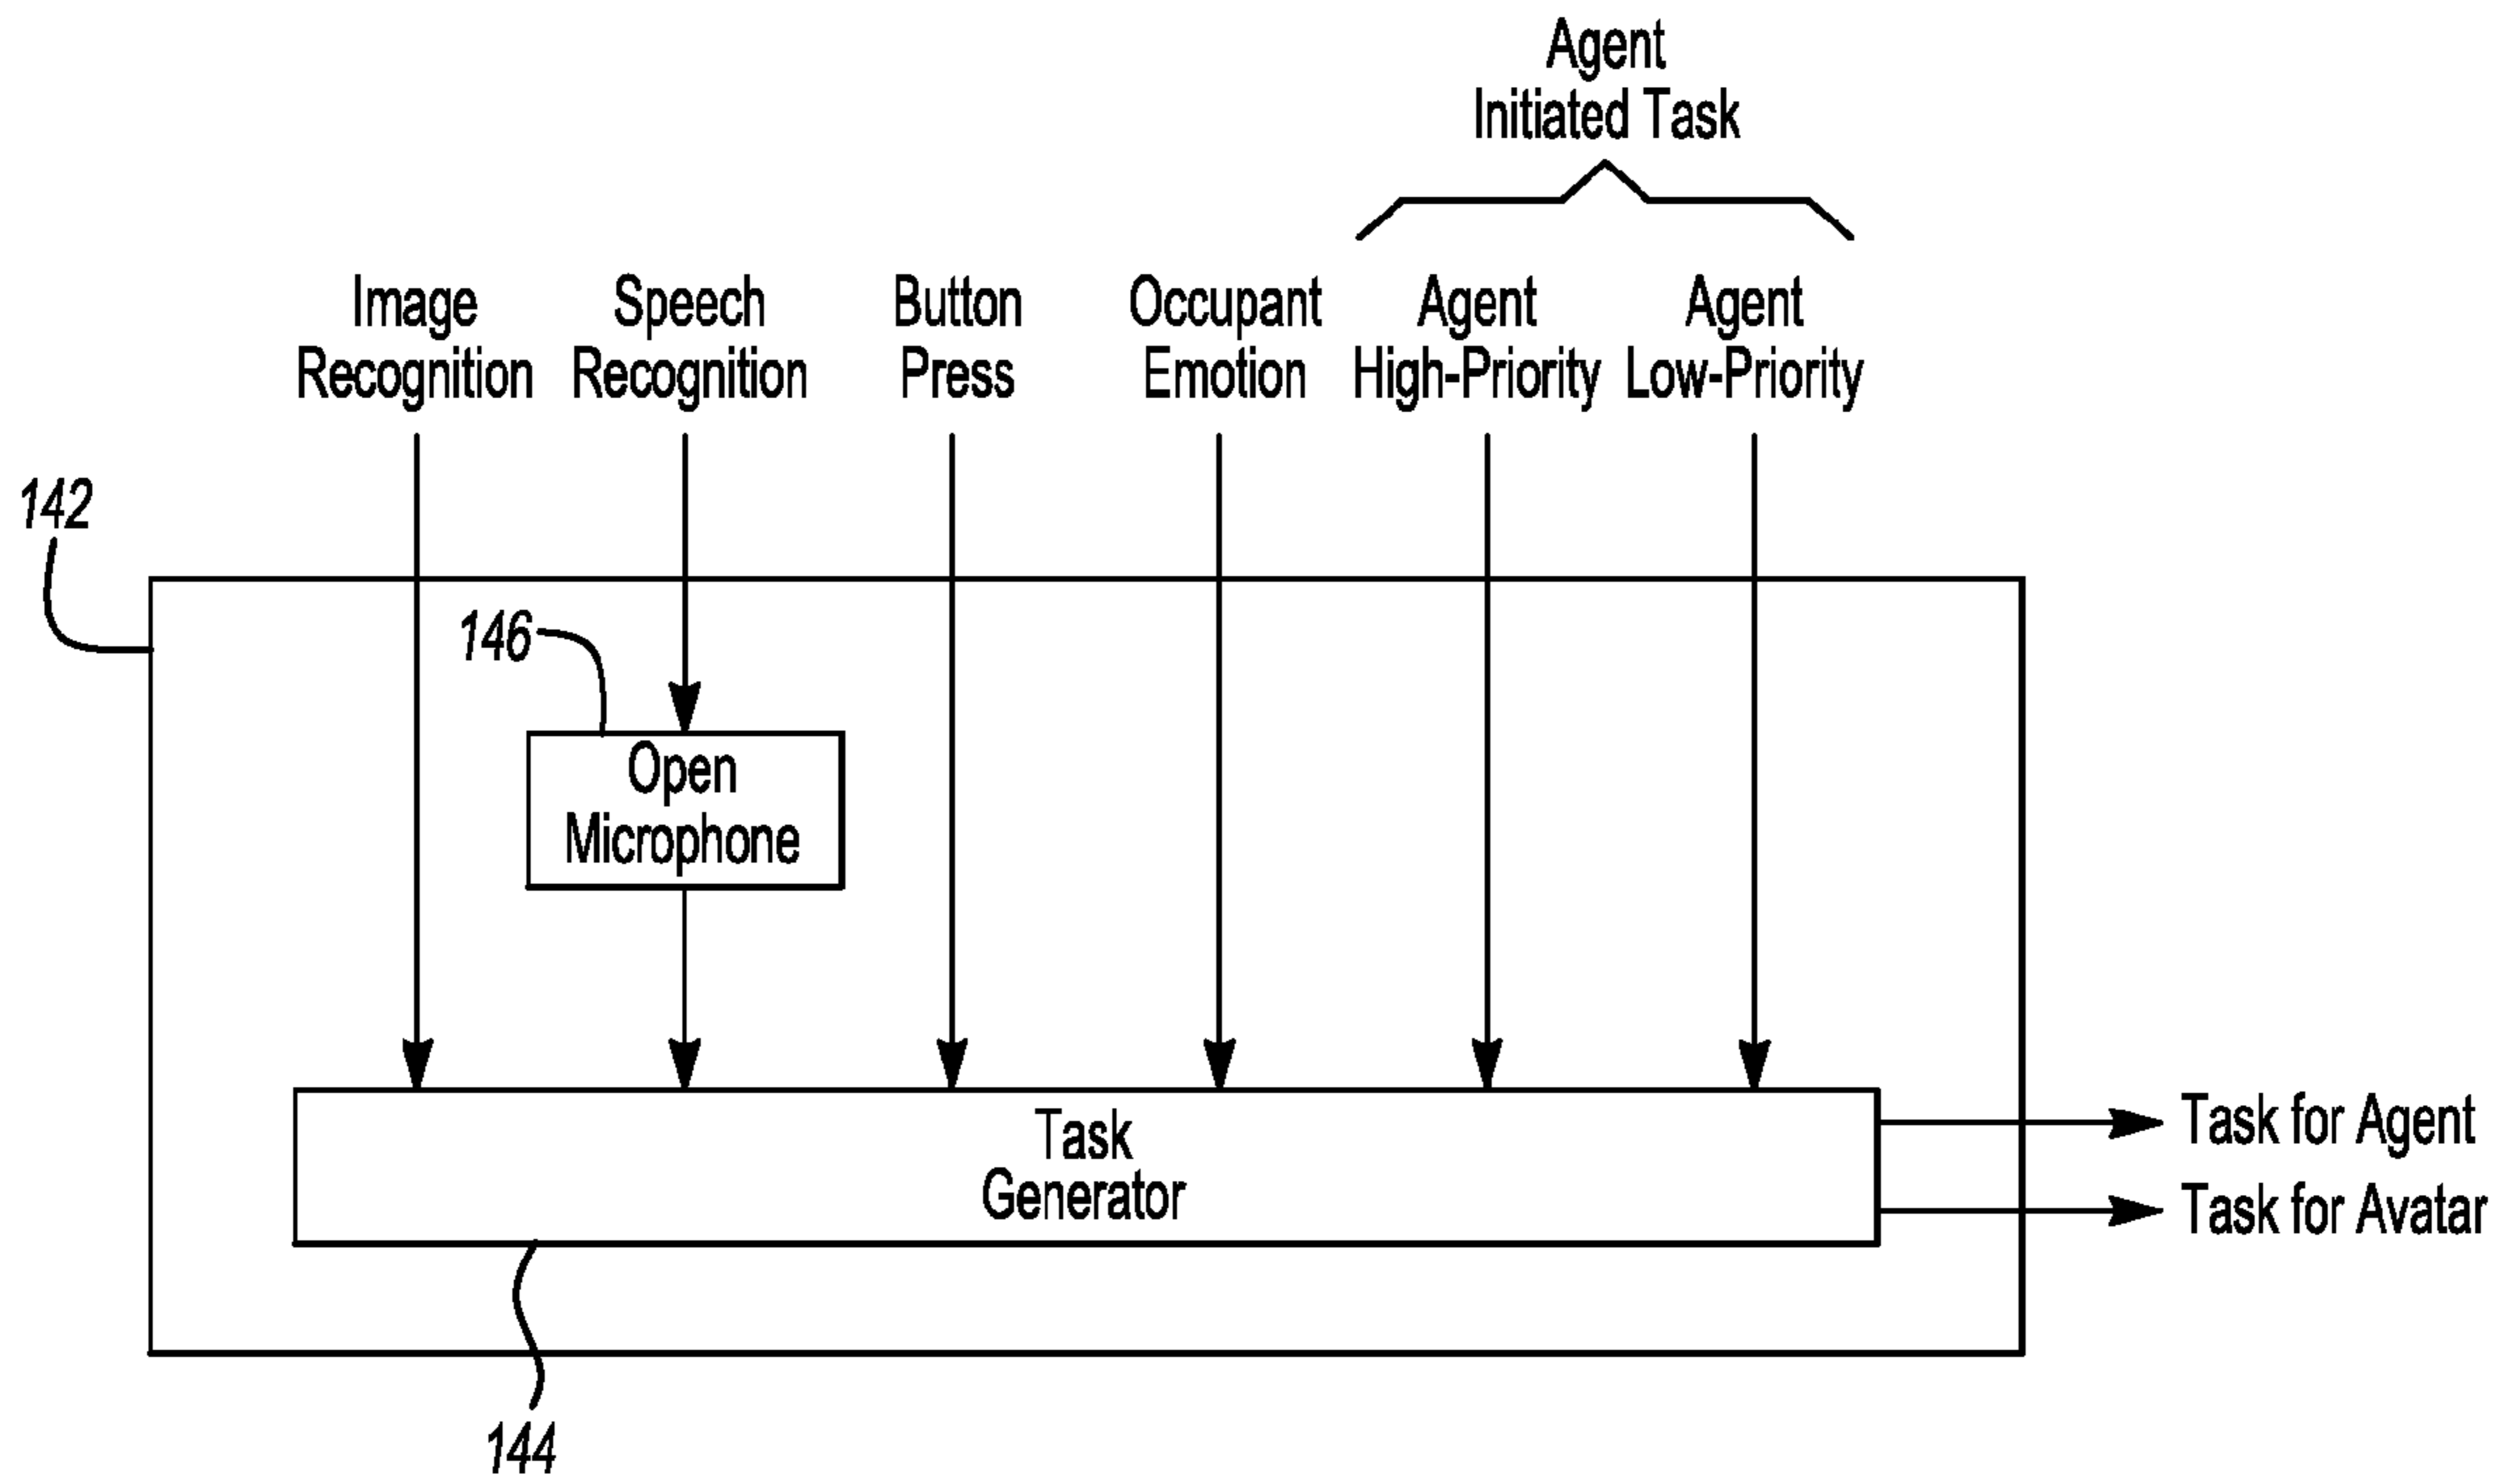 Agent
Initiated Task
Image
Recognition
Speech
Recognition
Button
Press
Occupant
Emotion
Agent
High-Priority
Agent
Low-Priority
142
146
Open
Microphone
Task
Generator
Task for Agent
Task for Avatar
144